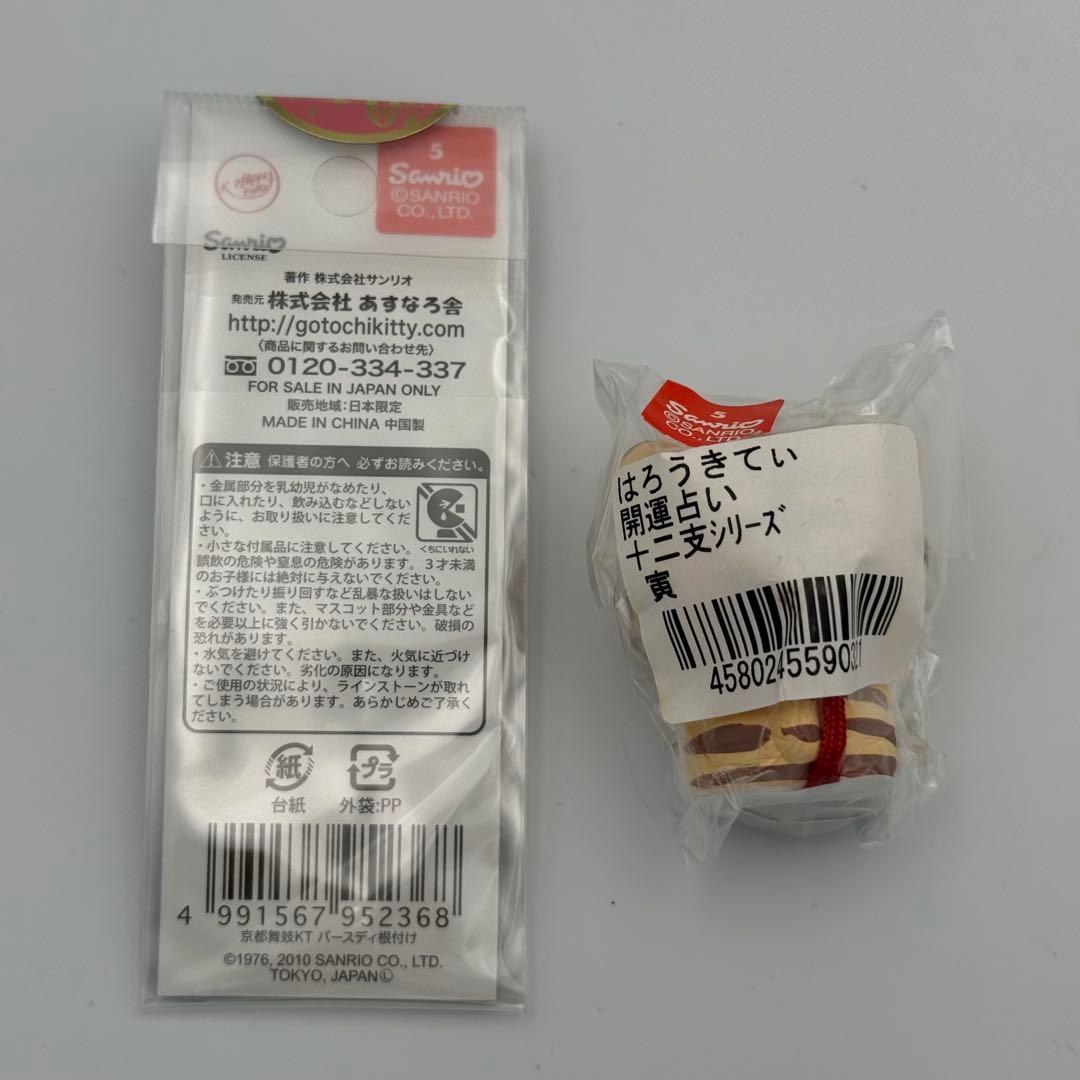 5
Sanrio
©SANRIO
CO.,LTD.
Sanrio
LICENSE
著作 株式会社サンリオ
発売元 株式会社 あすなろ舎
http://gotochikitty.com
〈商品に関するお問い合わせ先〉
0120-334-337
FOR SALE IN JAPAN ONLY
販売地域:日本限定
MADE IN CHINA 中国製
注意 保護者の方へ 必ずお読みください。
・金属部分を乳幼児がなめたり、
口に入れたり、飲み込むなどしない
ように、お取り扱いに注意してくだ
さい。
くちにいれない
・小さな付属品に注意してください。
誤飲の危険や窒息の危険があります。3才未満
のお子様には絶対に与えないでください。
・ぶつけたり振り回すなど乱暴な扱いはしない
でください。また、マスコット部分や金具など
を必要以上に強く引かないでください。破損の
恐れがあります。
・水気を避けてください。また、火気に近づけ
ないでください。劣化の原因になります。
・ご使用の状況により、ラインストーンが取れ
てしまう場合があります。あらかじめご了承く
ださい。
紙
台紙
プラ
外袋:PP
4 991567 952368
京都舞妓KT バースディ根付け
©1976, 2010 SANRIO CO., LTD.
TOKYO, JAPAN Ⓛ
5
Sanrio
©SANRIO
CO.,LTD.
はろうきてぃ
開運占い
十二支シリーズ
寅
4580245590321